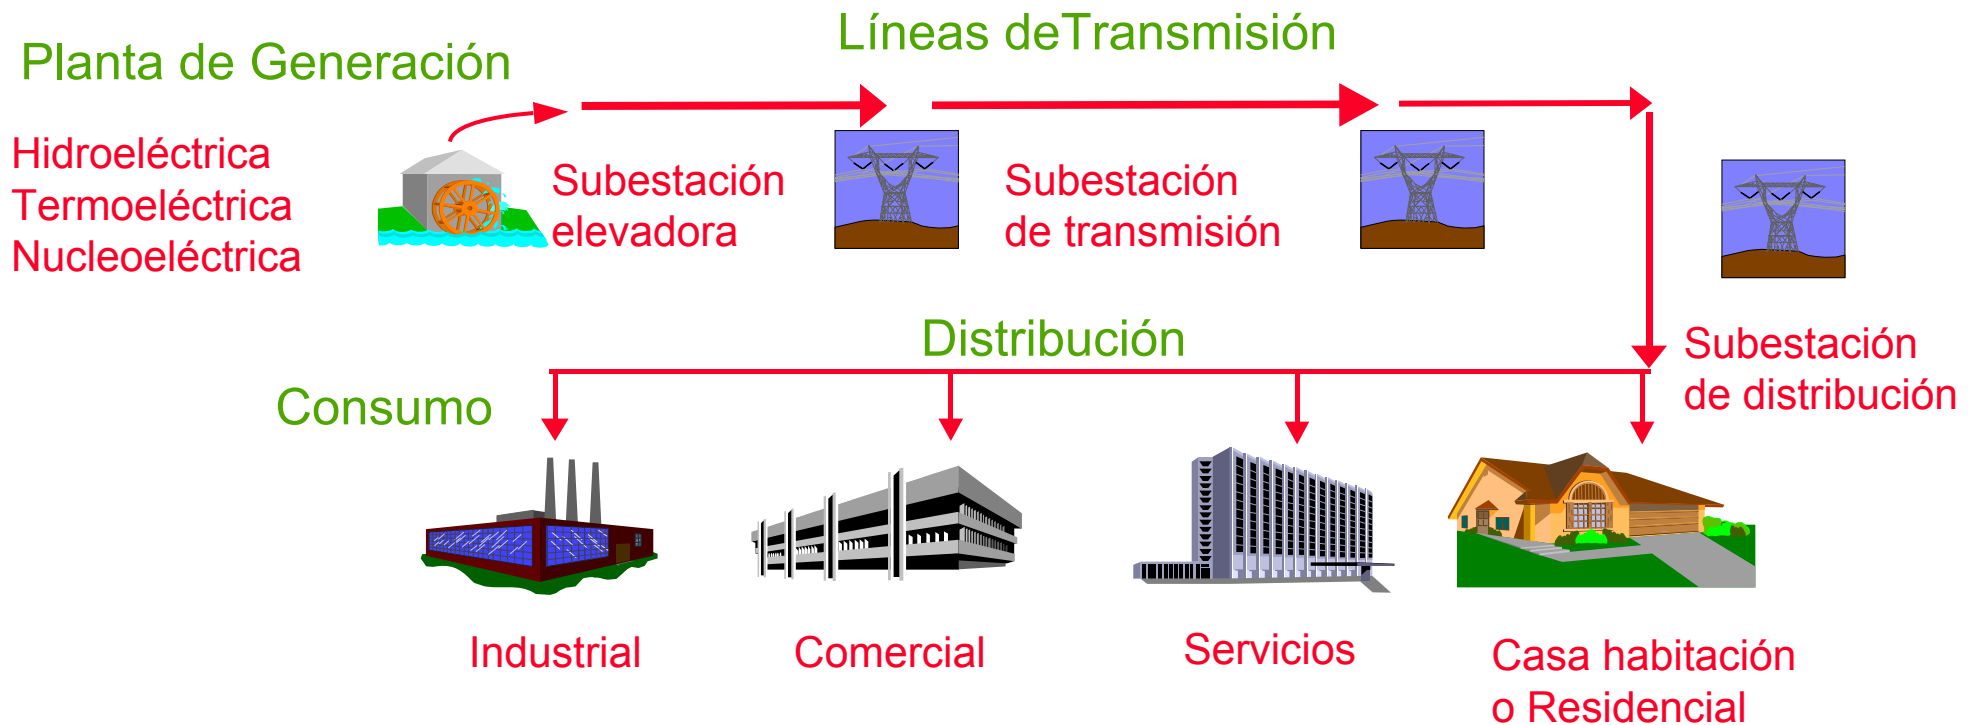 Planta de Generación
Líneas deTransmisión
Hidroeléctrica
Termoeléctrica
Nucleoeléctrica
Subestación
elevadora
Subestación
de transmisión
Subestación
de distribución
Distribución
Consumo
Industrial
Comercial
Servicios
Casa habitación
o Residencial